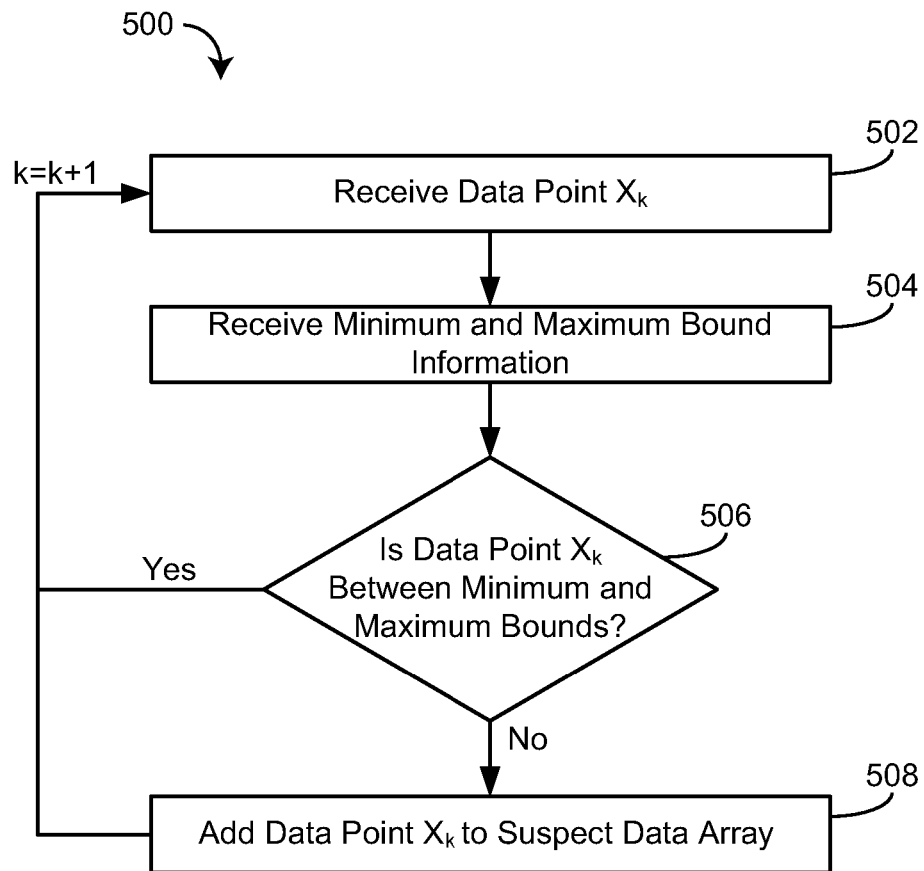 500
502
k=k+1
Receive Data Point Xk
504
Receive Minimum and Maximum Bound
Information
506
Is Data Point Xk
Between Minimum and
Maximum Bounds?
Yes
No
508
Add Data Point Xk to Suspect Data Array